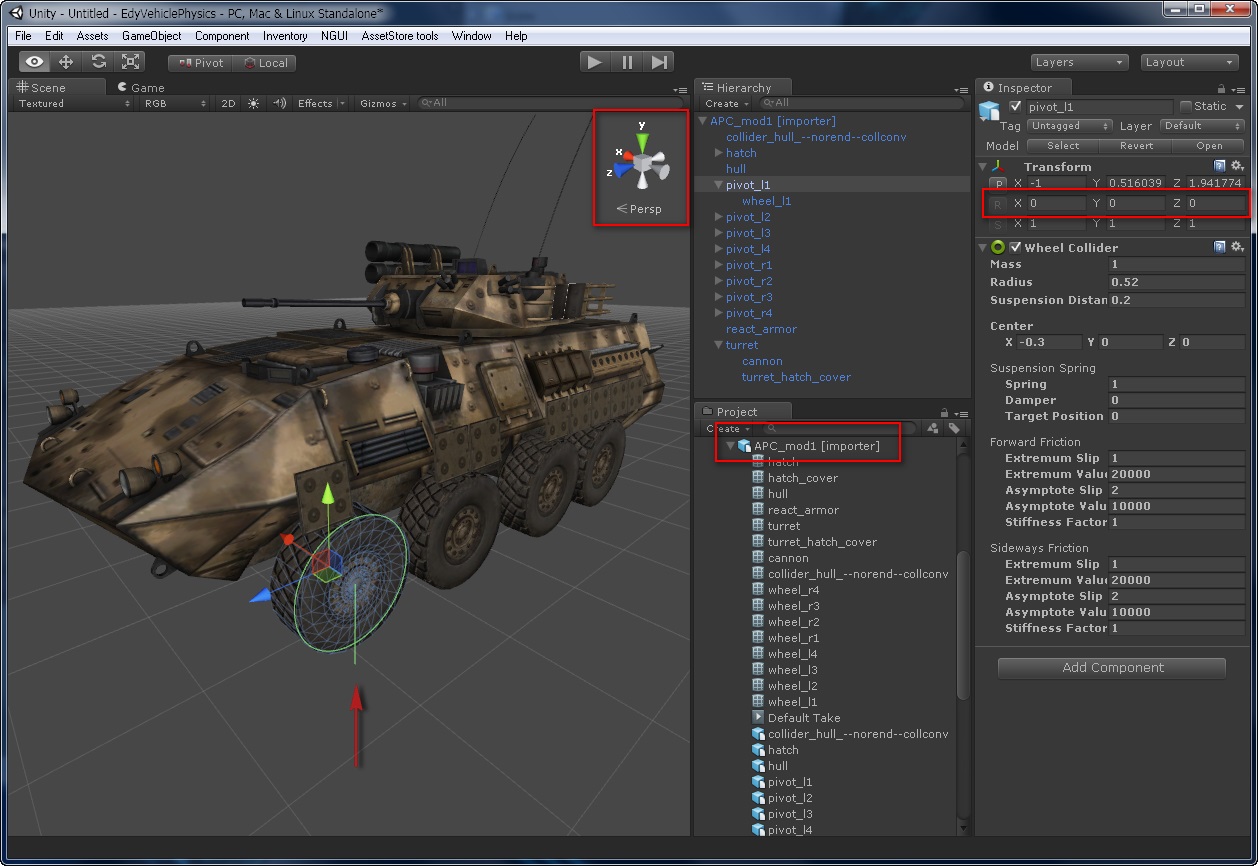 Unity - Untitled - EdyVehiclePhysics - PC, Mac & Linux Standalone*
File Edit Assets GameObject Component Inventory NGUI AssetStore tools Window Help
Pivot Local
Layers Layout
Scene Game
Textured RGB 2D Effects Gizmos All
y
x
z
Persp
Hierarchy
Create All
APC_mod1 [importer]
collider_hull_--norend--collconv
hatch
hull
pivot_l1
wheel_l1
pivot_l2
pivot_l3
pivot_l4
pivot_r1
pivot_r2
pivot_r3
pivot_r4
react_armor
turret
cannon
turret_hatch_cover
Project
Create
APC_mod1 [importer]
hatch
hatch_cover
hull
react_armor
turret
turret_hatch_cover
cannon
collider_hull_--norend--collconv
wheel_r4
wheel_r3
wheel_r2
wheel_r1
wheel_l4
wheel_l3
wheel_l2
wheel_l1
Default Take
collider_hull_--norend--collconv
hatch
hull
pivot_l1
pivot_l2
pivot_l3
pivot_l4
Inspector
pivot_l1 Static
Tag Untagged Layer Default
Model Select Revert Open
Transform
P X -1 Y 0.516039 Z 1.941774
R X 0 Y 0 Z 0
S X 1 Y 1 Z 1
Wheel Collider
Mass 1
Radius 0.52
Suspension Distan 0.2
Center
X -0.3 Y 0 Z 0
Suspension Spring
Spring 1
Damper 0
Target Position 0
Forward Friction
Extremum Slip 1
Extremum Value 20000
Asymptote Slip 2
Asymptote Valu 10000
Stiffness Factor 1
Sideways Friction
Extremum Slip 1
Extremum Value 20000
Asymptote Slip 2
Asymptote Valu 10000
Stiffness Factor 1
Add Component